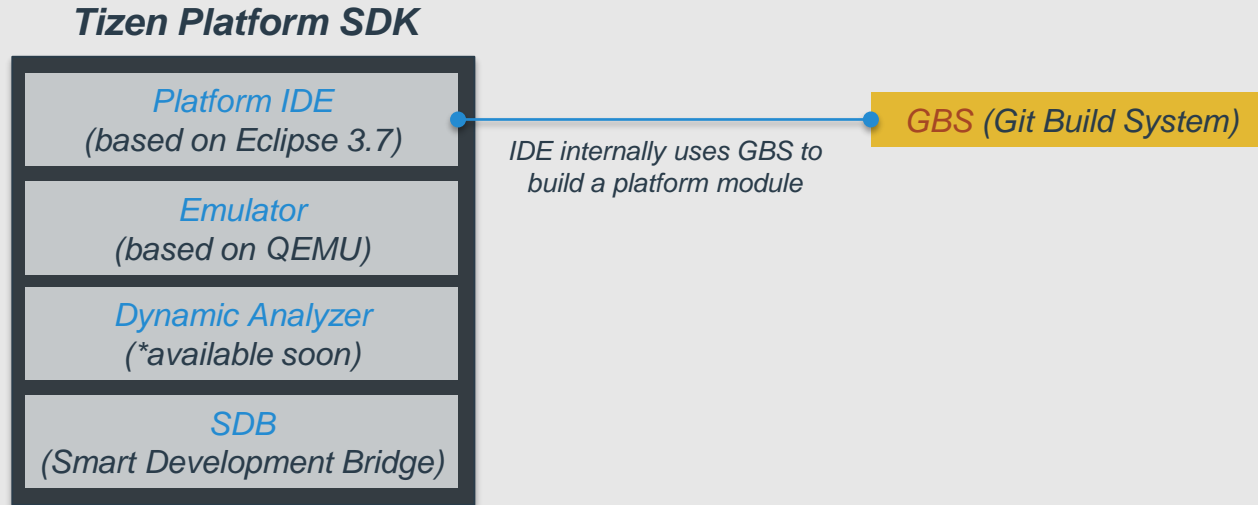 Tizen Platform SDK
Platform IDE
(based on Eclipse 3.7)
GBS (Git Build System)
IDE internally uses GBS to
build a platform module
Emulator
(based on QEMU)
Dynamic Analyzer
(*available soon)
SDB
(Smart Development Bridge)